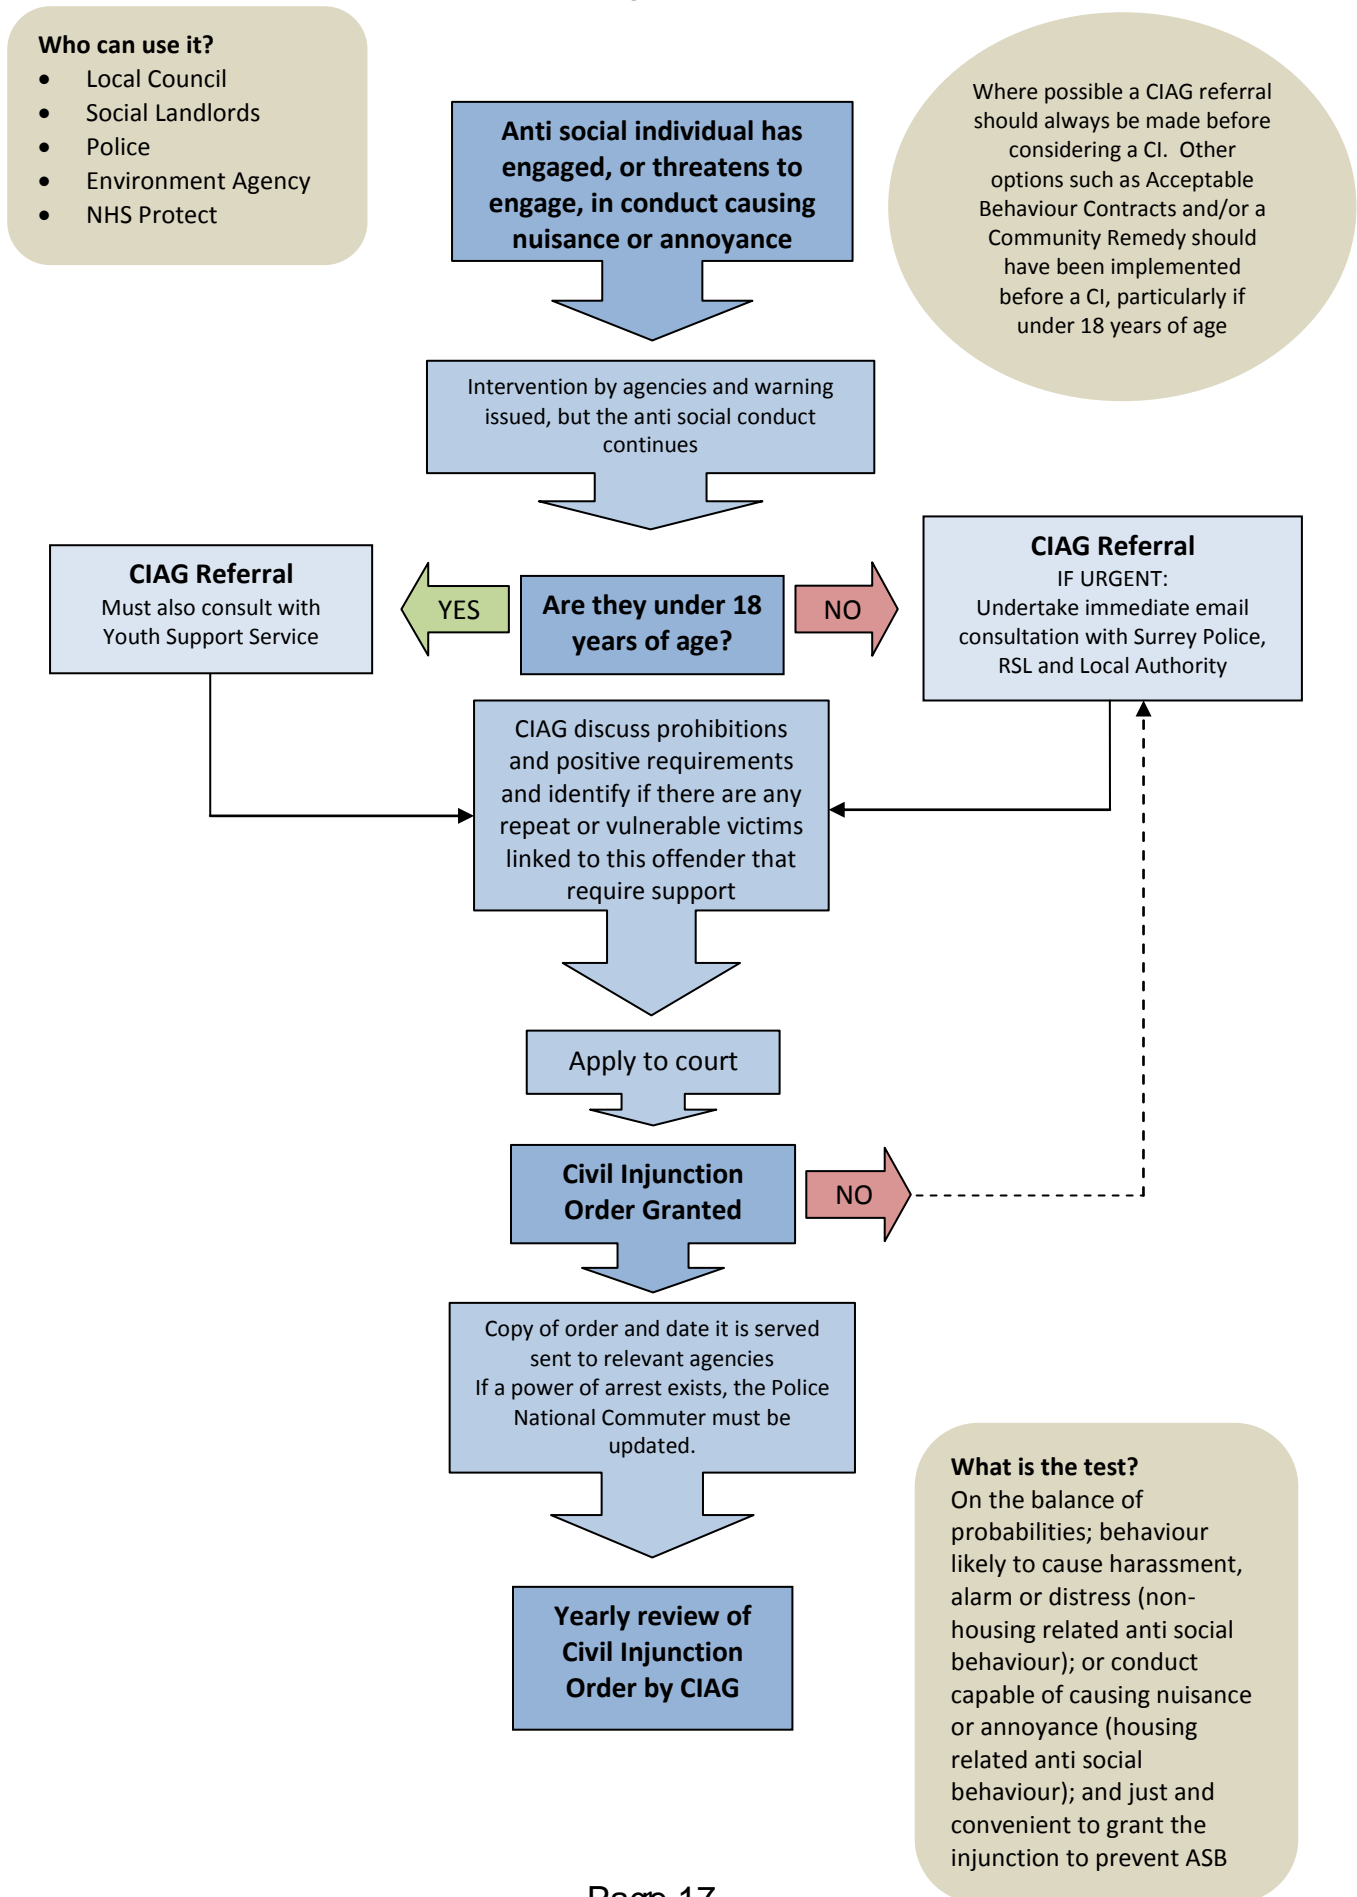 Who can use it?
• Local Council
• Social Landlords
• Police
• Environment Agency
• NHS Protect
Where possible a CIAG referral
should always be made before
considering a CI. Other
options such as Acceptable
Behaviour Contracts and/or a
Community Remedy should
have been implemented
before a CI, particularly if
under 18 years of age
Anti social individual has
engaged, or threatens to
engage, in conduct causing
nuisance or annoyance
Intervention by agencies and warning
issued, but the anti social conduct
continues
CIAG Referral
Must also consult with
Youth Support Service
YES
Are they under 18
years of age?
NO
CIAG Referral
IF URGENT:
Undertake immediate email
consultation with Surrey Police,
RSL and Local Authority
CIAG discuss prohibitions
and positive requirements
and identify if there are any
repeat or vulnerable victims
linked to this offender that
require support
Apply to court
Civil Injunction
Order Granted
NO
Copy of order and date it is served
sent to relevant agencies
If a power of arrest exists, the Police
National Commuter must be
updated.
Yearly review of
Civil Injunction
Order by CIAG
What is the test?
On the balance of
probabilities; behaviour
likely to cause harassment,
alarm or distress (non-
housing related anti social
behaviour); or conduct
capable of causing nuisance
or annoyance (housing
related anti social
behaviour); and just and
convenient to grant the
injunction to prevent ASB
Page 17